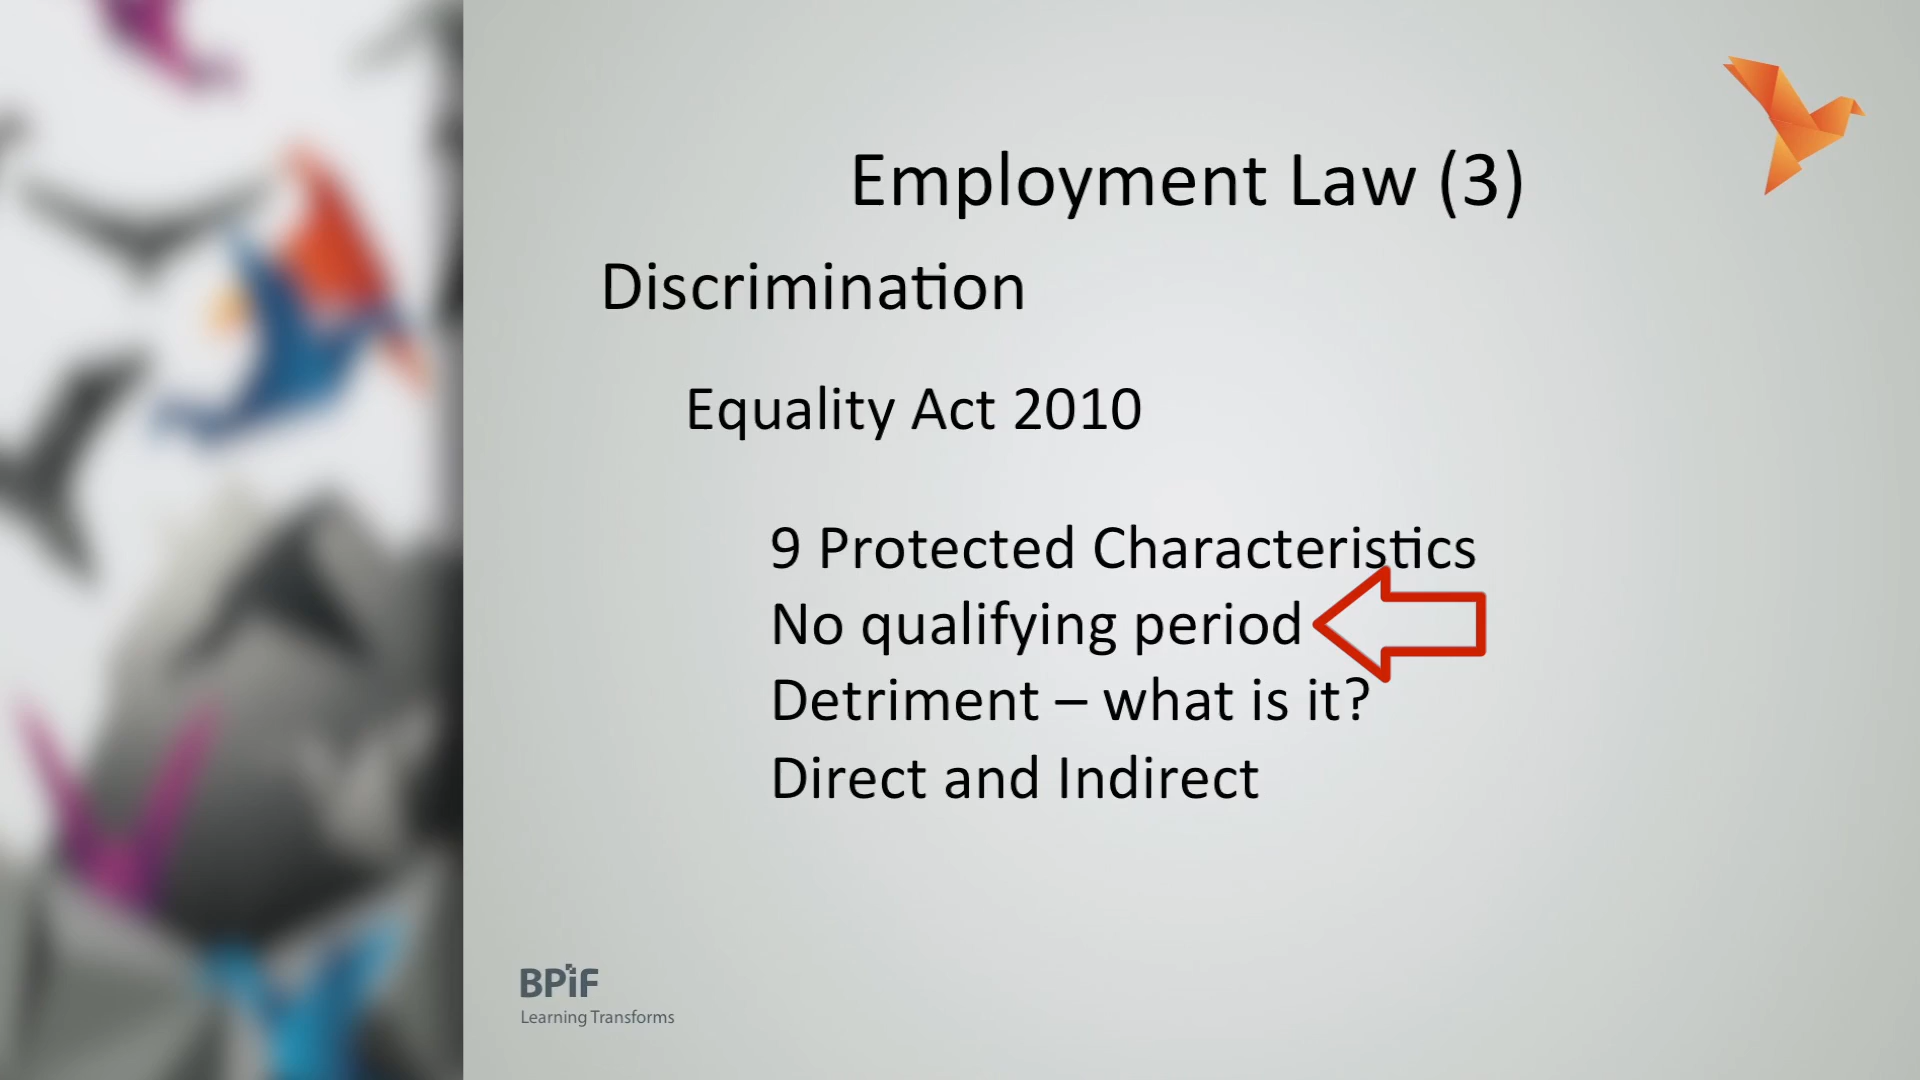 Employment Law (3)
Discrimination
Equality Act 2010
9 Protected Characteristics
No qualifying period
Detriment – what is it?
Direct and Indirect
BPiF
Learning Transforms